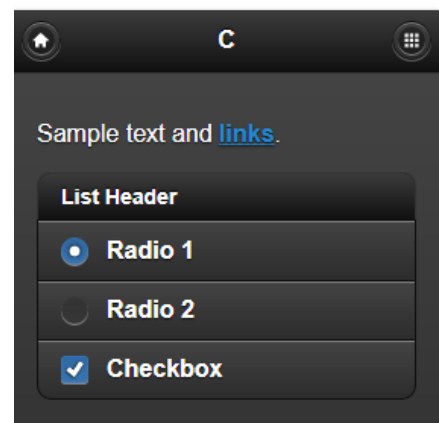 C
Sample text and links.
List Header
Radio 1
Radio 2
Checkbox